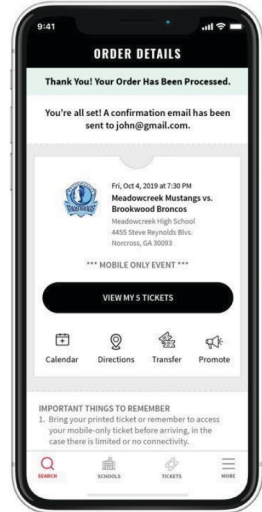 9:41
ORDER DETAILS
Thank You! Your Order Has Been Processed.
You're all set! A confirmation email has been
sent to john@gmail.com.
Fri, Oct 4, 2019 at 7:30 PM
Meadowcreek Mustangs vs.
Brookwood Broncos
Meadowcreek High School
4455 Steve Reynolds Blvs.
Norcross, GA 30093
*** MOBILE ONLY EVENT ***
VIEW MY 5 TICKETS
Calendar Directions Transfer Promote
IMPORTANT THINGS TO REMEMBER
1. Bring your printed ticket or remember to access
your mobile-only ticket before arriving, in the
case there is limited or no connectivity.
SEARCH SCHOOLS TICKETS MORE